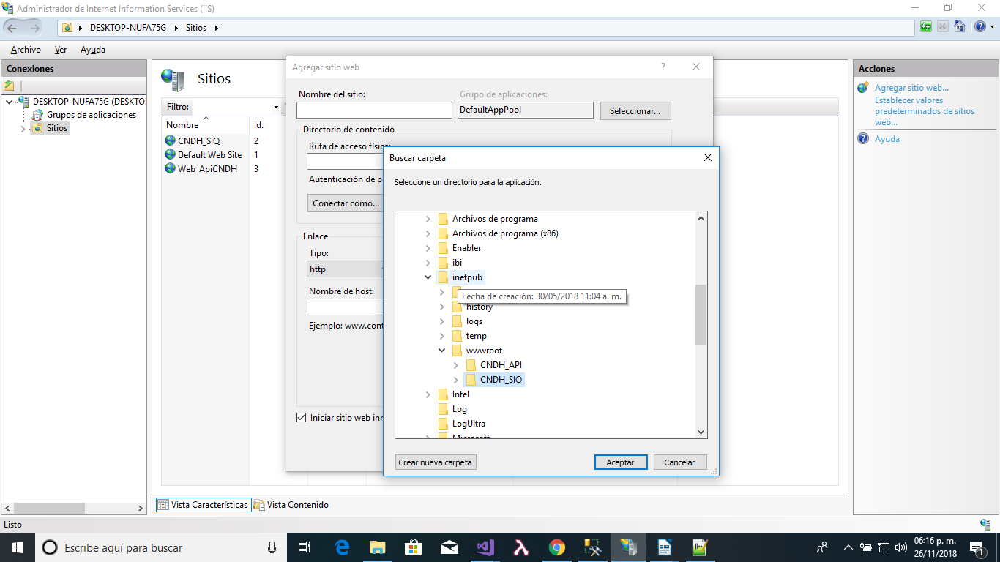 Administrador de Internet Information Services (IIS)
DESKTOP-NUFA75G
Sitios
Archivo
Ver
Ayuda
Conexiones
DESKTOP-NUFA75G (DESKTO
Grupos de aplicaciones
Sitios
Sitios
Filtro:
Nombre
Id.
CNDH_SIQ
2
Default Web Site
1
Web_ApiCNDH
3
Vista Características
Vista Contenido
Agregar sitio web
?
Nombre del sitio:
Grupo de aplicaciones:
DefaultAppPool
Seleccionar...
Directorio de contenido
Ruta de acceso física:
Autenticación de p
Conectar como...
Enlace
Tipo:
http
Nombre de host:
Ejemplo: www.cont
Iniciar sitio web inm
Buscar carpeta
Seleccione un directorio para la aplicación.
Archivos de programa
Archivos de programa (x86)
Enabler
ibi
inetpub
Fecha de creación: 30/05/2018 11:04 a. m.
history
logs
temp
wwwroot
CNDH_API
CNDH_SIQ
Intel
Log
LogUltra
Microsoft
Crear nueva carpeta
Aceptar
Cancelar
Acciones
Agregar sitio web...
Establecer valores
predeterminados de sitios
web...
Ayuda
Listo
Escribe aquí para buscar
06:16 p. m.
26/11/2018
1